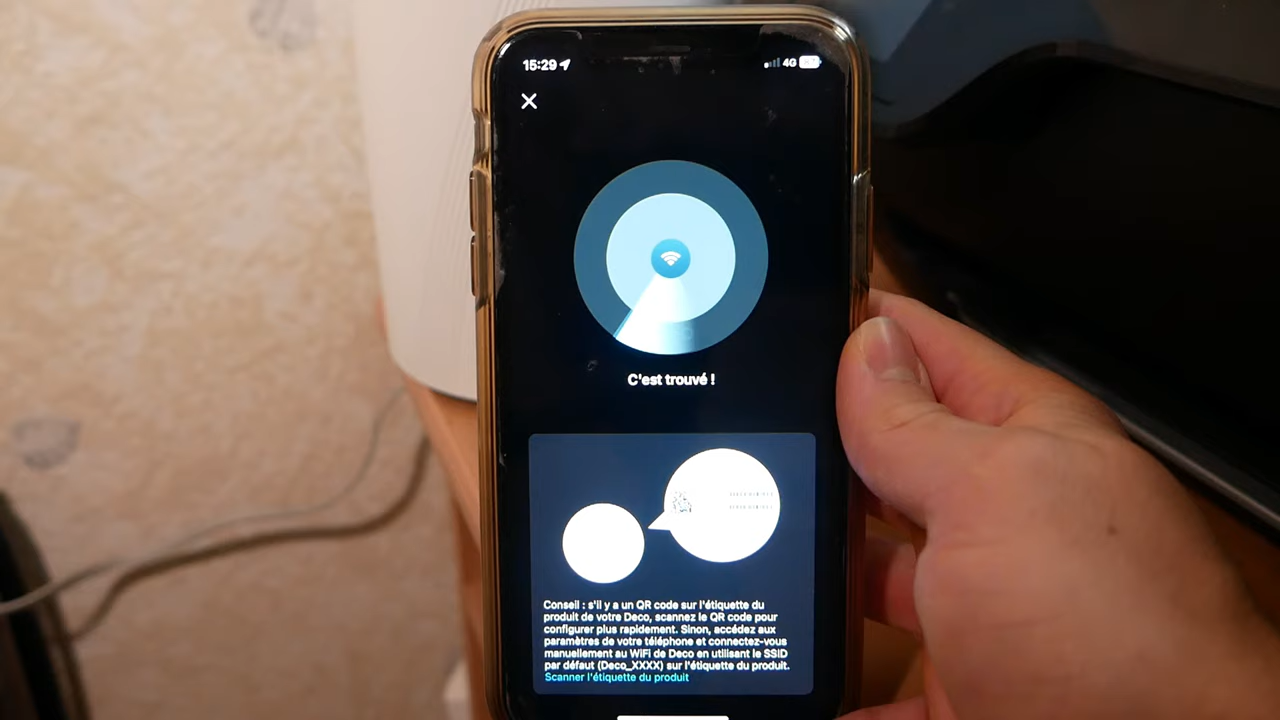 15:29
4G
C'est trouvé !
Conseil : s'il y a un QR code sur l'étiquette du
produit de votre Deco, scannez le QR code pour
configurer plus rapidement. Sinon, accédez aux
paramètres de votre téléphone et connectez-vous
manuellement au WiFi de Deco en utilisant le SSID
par défaut (Deco_XXXX) sur l'étiquette du produit.
Scanner l'étiquette du produit